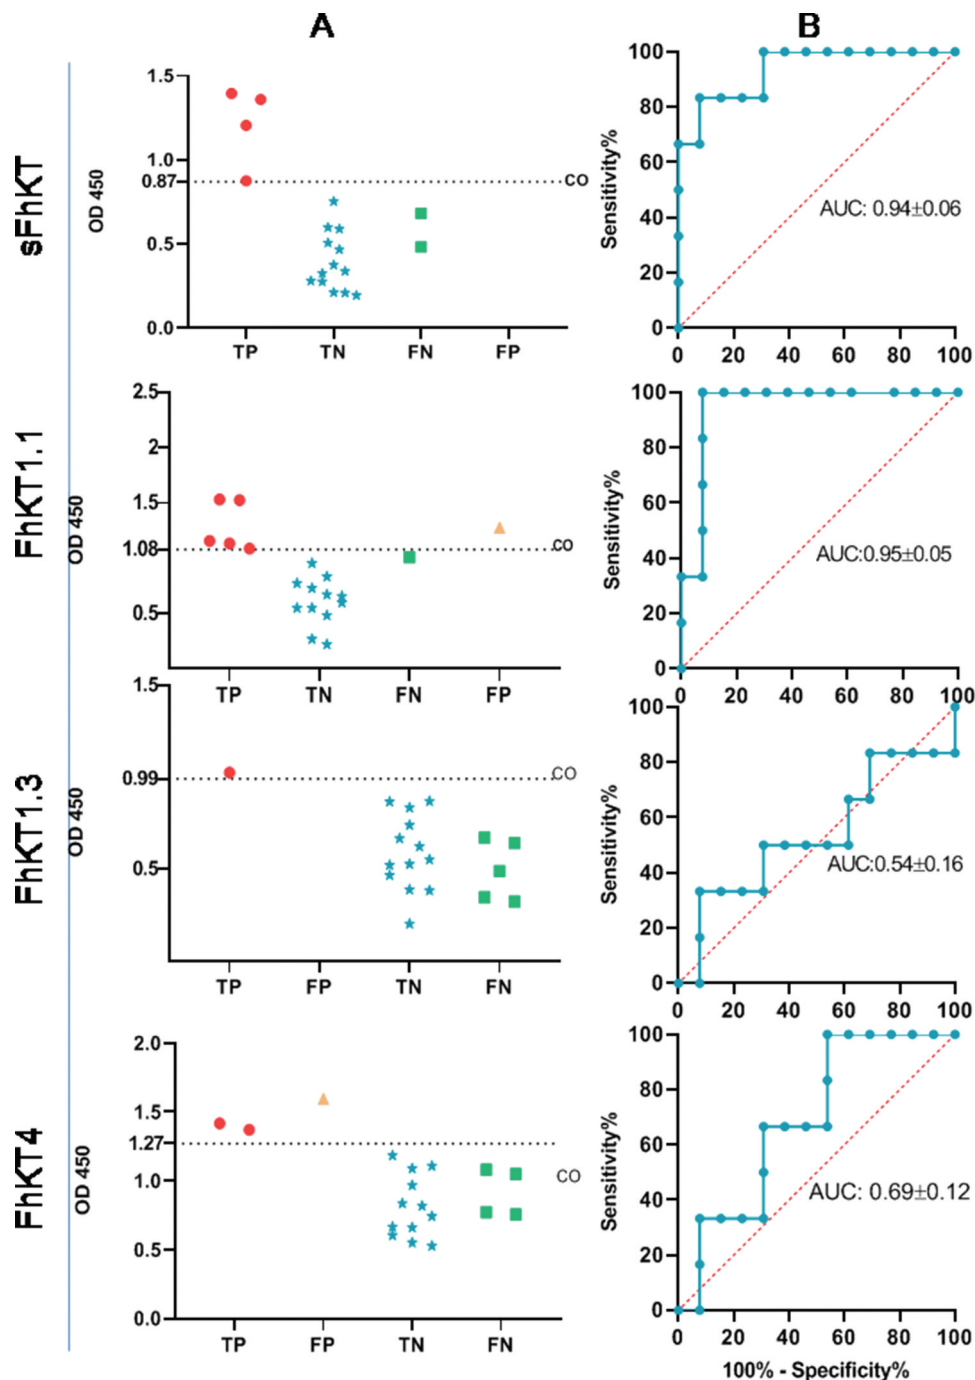 A
B
sFhKT
OD 450
1.5
1.0
0.87
0.5
0.0
CO
TP
TN
FN
FP
Sensitivity%
100
80
60
40
20
0
AUC: 0.94±0.06
0
20
40
60
80
100
FhKT1.1
OD 450
2.5
2
1.5
1.08
0.5
CO
TP
TN
FN
FP
Sensitivity%
100
80
60
40
20
0
AUC:0.95±0.05
0
20
40
60
80
100
FhKT1.3
OD 450
1.5
0.99
0.5
CO
TP
FP
TN
FN
Sensitivity%
100
80
60
40
20
0
AUC:0.54±0.16
0
20
40
60
80
100
FhKT4
OD 450
2.0
1.5
1.27
1.0
0.5
0.0
CO
TP
FP
TN
FN
Sensitivity%
100
80
60
40
20
0
AUC: 0.69±0.12
0
20
40
60
80
100
100% - Specificity%